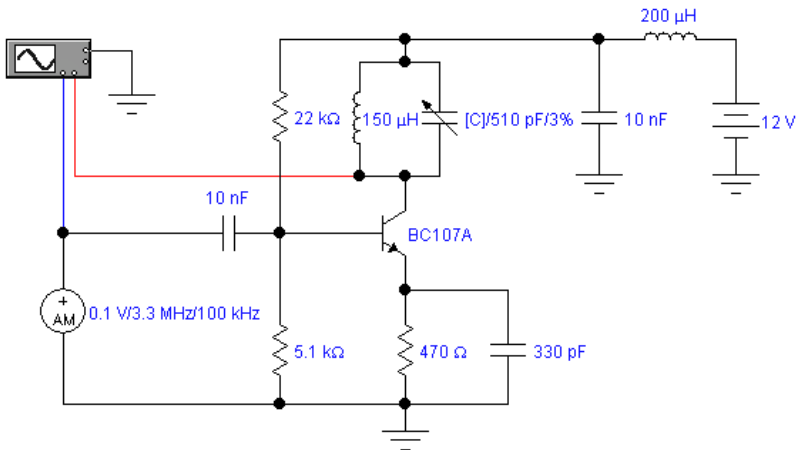 200 µH
22 kΩ
150 µH
[C]/510 pF/3%
10 nF
12 V
10 nF
BC107A
+
AM
0.1 V/3.3 MHz/100 kHz
5.1 kΩ
470 Ω
330 pF